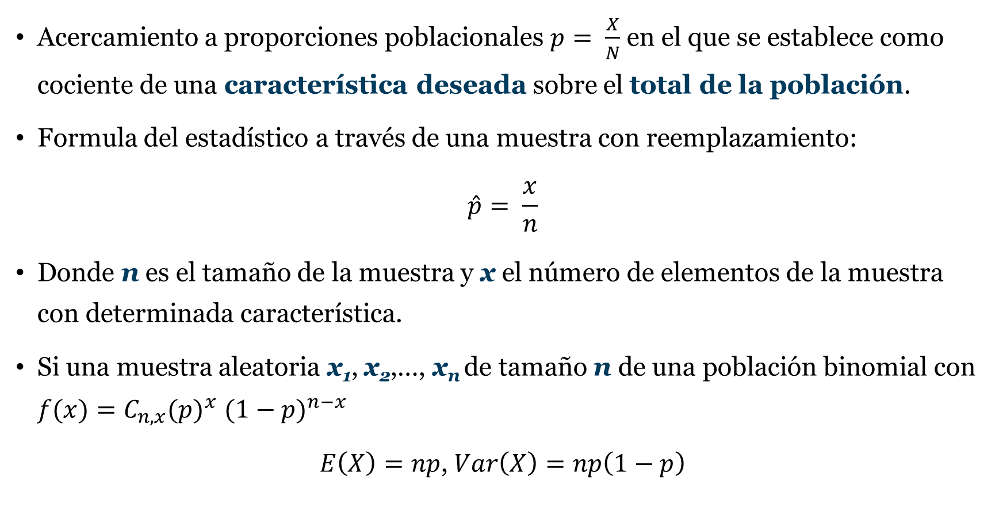 • Acercamiento a proporciones poblacionales p = X/N en el que se establece como
cociente de una característica deseada sobre el total de la población.
• Formula del estadístico a través de una muestra con reemplazamiento:
p̂ = x/n
• Donde n es el tamaño de la muestra y x el número de elementos de la muestra
con determinada característica.
• Si una muestra aleatoria x₁, x₂,..., xₙ de tamaño n de una población binomial con
f(x) = C_{n,x}(p)^x (1 − p)^{n−x}
E(X) = np, Var(X) = np(1 − p)